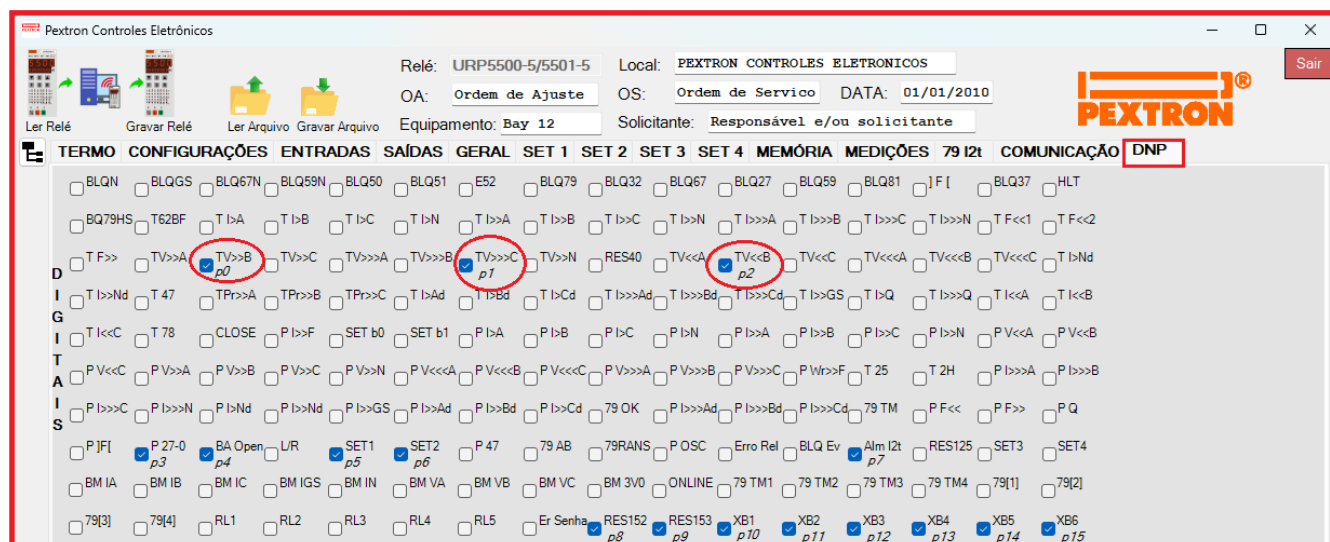 Pextron Controles Eletrônicos
Relé: URP5500-5/5501-5 Local: PEXTRON CONTROLES ELETRONICOS Sair
OA: Ordem de Ajuste OS: Ordem de Servico DATA: 01/01/2010
Ler Relé Gravar Relé Ler Arquivo Gravar Arquivo Equipamento: Bay 12 Solicitante: Responsável e/ou solicitante PEXTRON®
TERMO CONFIGURAÇÕES ENTRADAS SAÍDAS GERAL SET 1 SET 2 SET 3 SET 4 MEMÓRIA MEDIÇÕES 79 I2t COMUNICAÇÃO DNP
DIGITAIS
BLQN BLQGS BLQ67N BLQ59N BLQ50 BLQ51 E52 BLQ79 BLQ32 BLQ67 BLQ27 BLQ59 BLQ81 ] F [ BLQ37 HLT
BQ79HS T62BF T I>A T I>B T I>C T I>N T I>>A T I>>B T I>>C T I>>N T I>>>A T I>>>B T I>>>C T I>>>N T F<<1 T F<<2
T F>> TV>>A TV>>B TV>>C TV>>>A TV>>>B TV>>>C TV>>N RES40 TV<<A TV<<B TV<<C TV<<<A TV<<<B TV<<<C T I>Nd
p0 p1 p2
T I>>Nd T 47 TPr>>A TPr>>B TPr>>C T I>Ad T I>Bd T I>Cd T I>>>Ad T I>>>Bd T I>>>Cd T I>>GS T I>Q T I>>>Q T I<<A T I<<B
T I<<C T 78 CLOSE P I>>F SET b0 SET b1 P I>A P I>B P I>C P I>N P I>>A P I>>B P I>>C P I>>N P V<<A P V<<B
P V<<C P V>>A P V>>B P V>>C P V>>N P V<<<A P V<<<B P V<<<C P V>>>A P V>>>B P V>>>C P Wr>>F T 25 T 2H P I>>>A P I>>>B
P I>>>C P I>>>N P I>Nd P I>>Nd P I>>GS P I>>Ad P I>>Bd P I>>Cd 79 OK P I>>>Ad P I>>>Bd P I>>>Cd 79 TM P F<< P F>> P Q
P ]F[ P 27-0 BA Open L/R SET1 SET2 P 47 79 AB 79RANS P OSC Erro Rel BLQ Ev Alm I2t RES125 SET3 SET4
p3 p4 p5 p6 p7
BM IA BM IB BM IC BM IGS BM IN BM VA BM VB BM VC BM 3V0 ONLINE 79 TM1 79 TM2 79 TM3 79 TM4 79[1] 79[2]
79[3] 79[4] RL1 RL2 RL3 RL4 RL5 Er Senha RES152 RES153 XB1 XB2 XB3 XB4 XB5 XB6
p8 p9 p10 p11 p12 p13 p14 p15